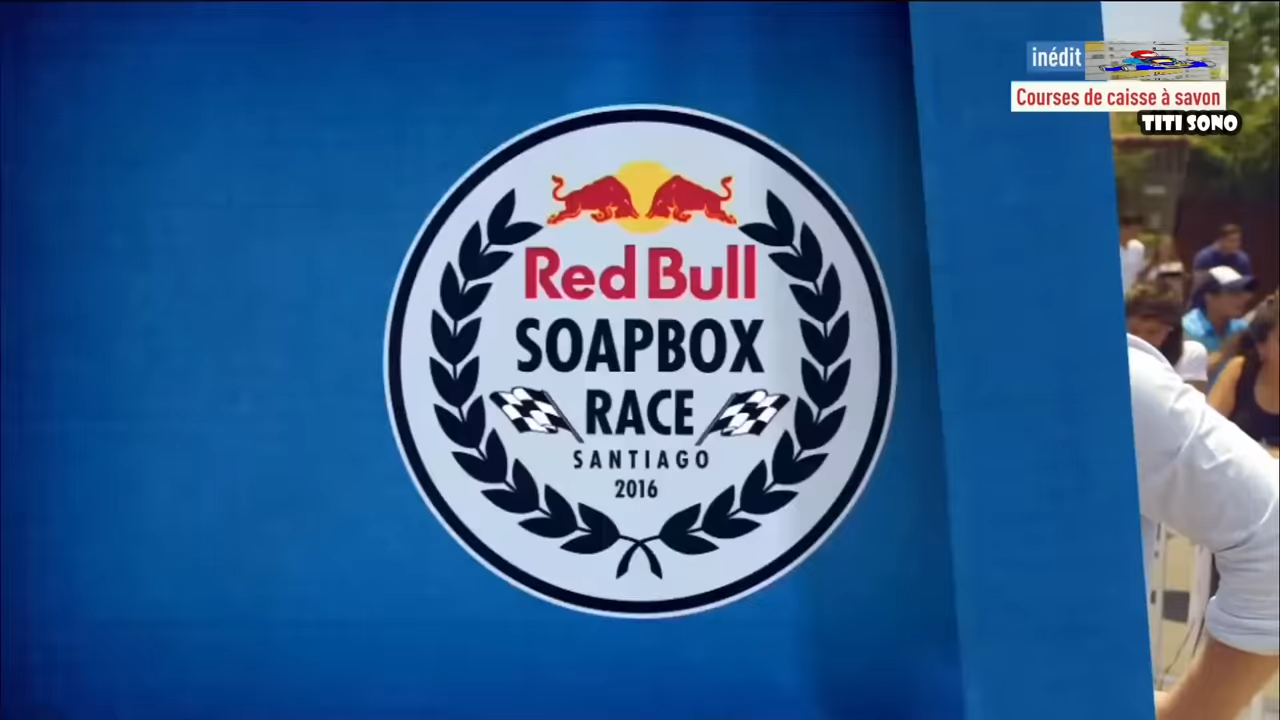 inédit
Courses de caisse à savon
TITI SONO
Red Bull
SOAPBOX
RACE
SANTIAGO
2016